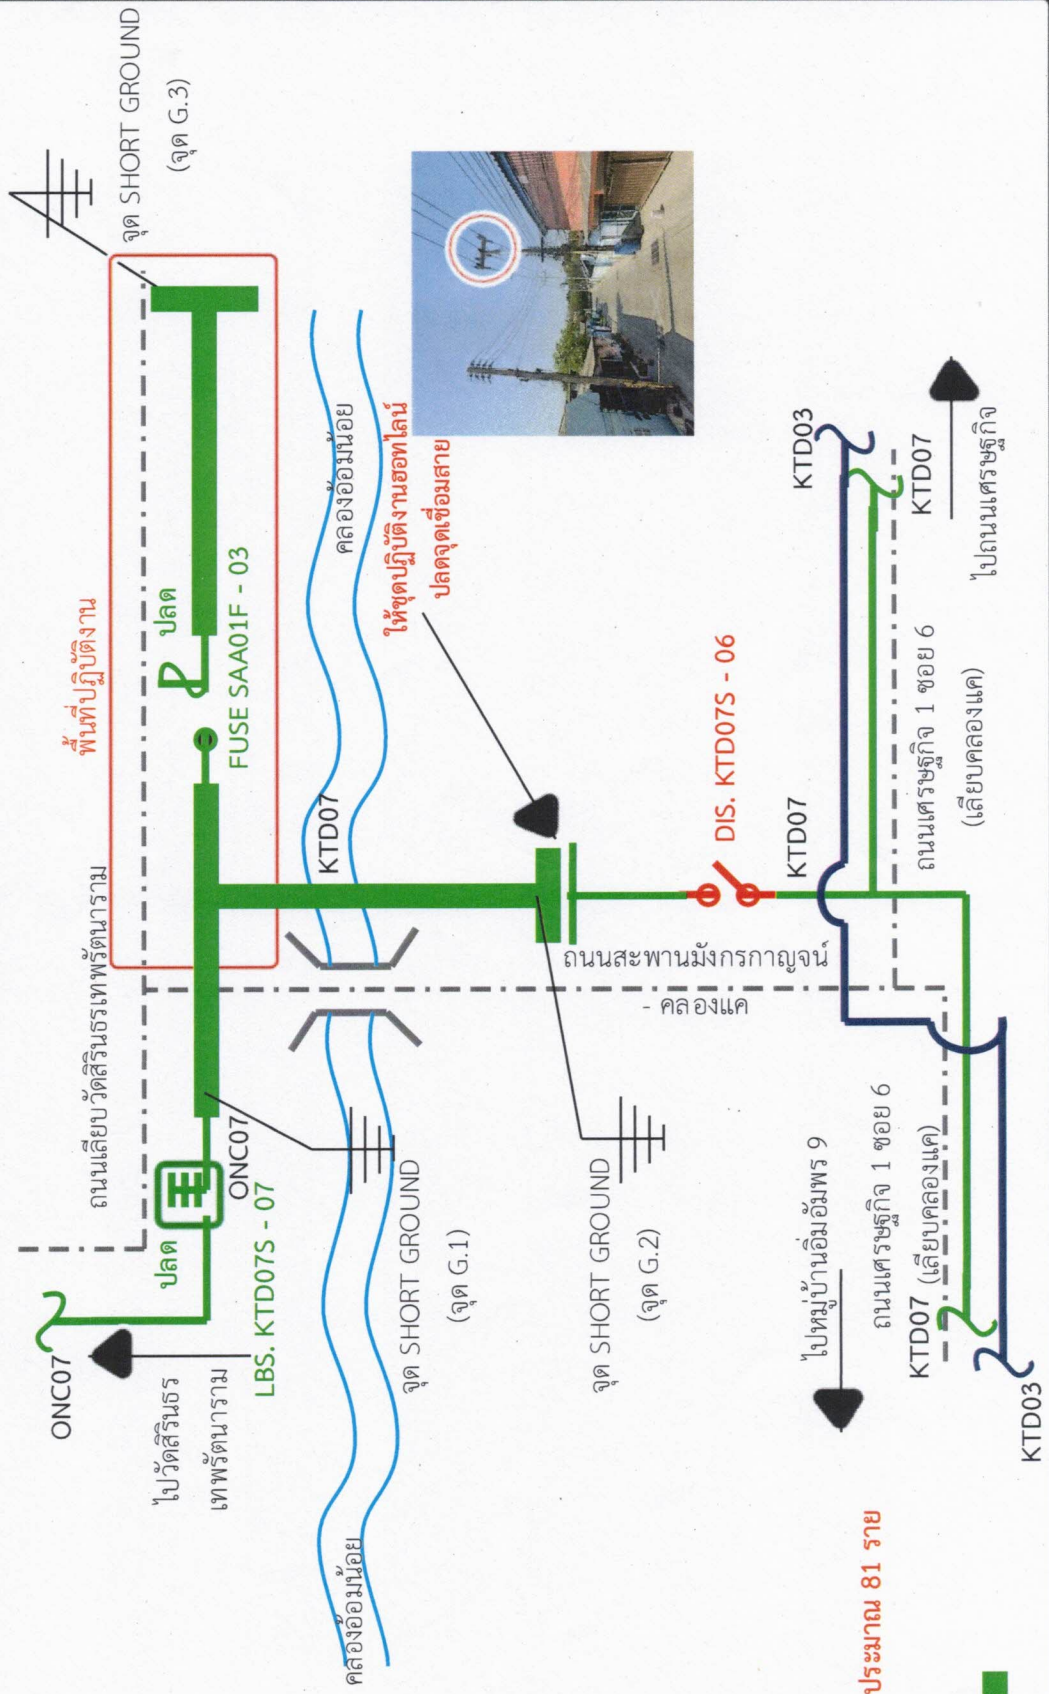 ONC07
ไปวัดสิรินธร
เทพรัตนาราม
ปลด
LBS. KTD07S - 07
ONC07
ถนนเลียบวัดสิรินธรเทพรัตนาราม
พื้นที่ปฏิบัติงาน
ปลด
FUSE SAA01F - 03
จุด SHORT GROUND
(จุด G.3)
คลองอ้อมน้อย
จุด SHORT GROUND
(จุด G.1)
KTD07
คลองอ้อมน้อย
ให้ชุดปฏิบัติงานฮอทไลน์
ปลดจุดเชื่อมสาย
จุด SHORT GROUND
(จุด G.2)
ถนนสะพานมังกรกาญจน์
- คลองแค
DIS. KTD07S - 06
KTD07
KTD03
KTD07
ไปถนนเศรษฐกิจ
ถนนเศรษฐกิจ 1 ซอย 6
(เลียบคลองแค)
ไปหมู่บ้านอิ่มอัมพร 9
ถนนเศรษฐกิจ 1 ซอย 6
(เลียบคลองแค)
KTD07
KTD03
ประมาณ 81 ราย